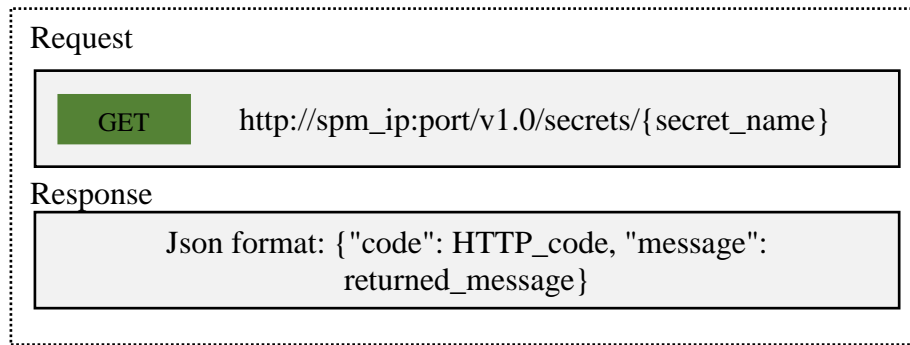 Request
GET http://spm_ip:port/v1.0/secrets/{secret_name}
Response
Json format: {"code": HTTP_code, "message":
returned_message}